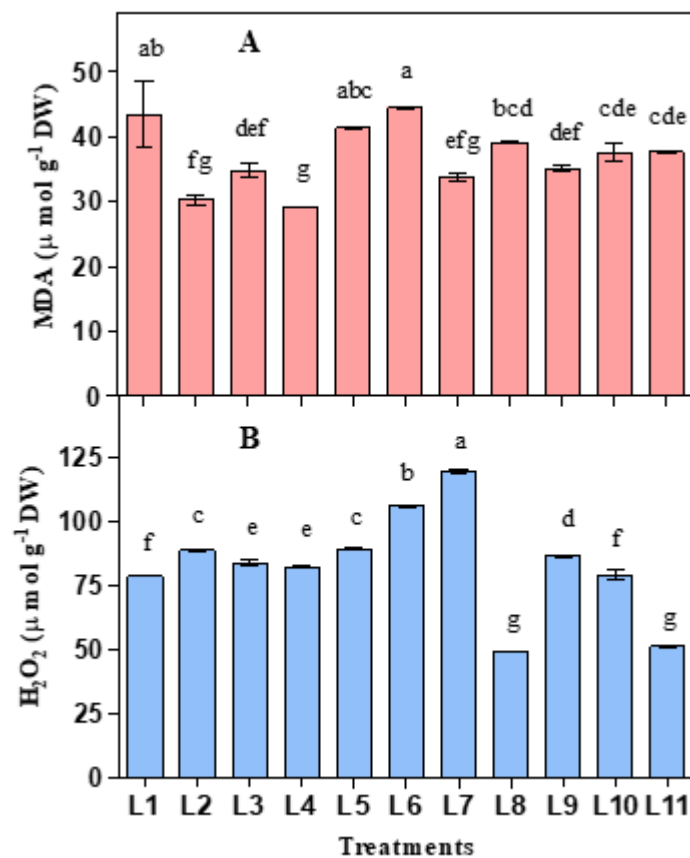 A
MDA (µ mol g⁻¹ DW)
50
40
30
20
10
0
ab
fg
def
g
abc
a
efg
bcd
def
cde
cde
B
H₂O₂ (µ mol g⁻¹ DW)
125
100
75
50
25
0
f
c
e
e
c
b
a
g
d
f
g
L1 L2 L3 L4 L5 L6 L7 L8 L9 L10 L11
Treatments